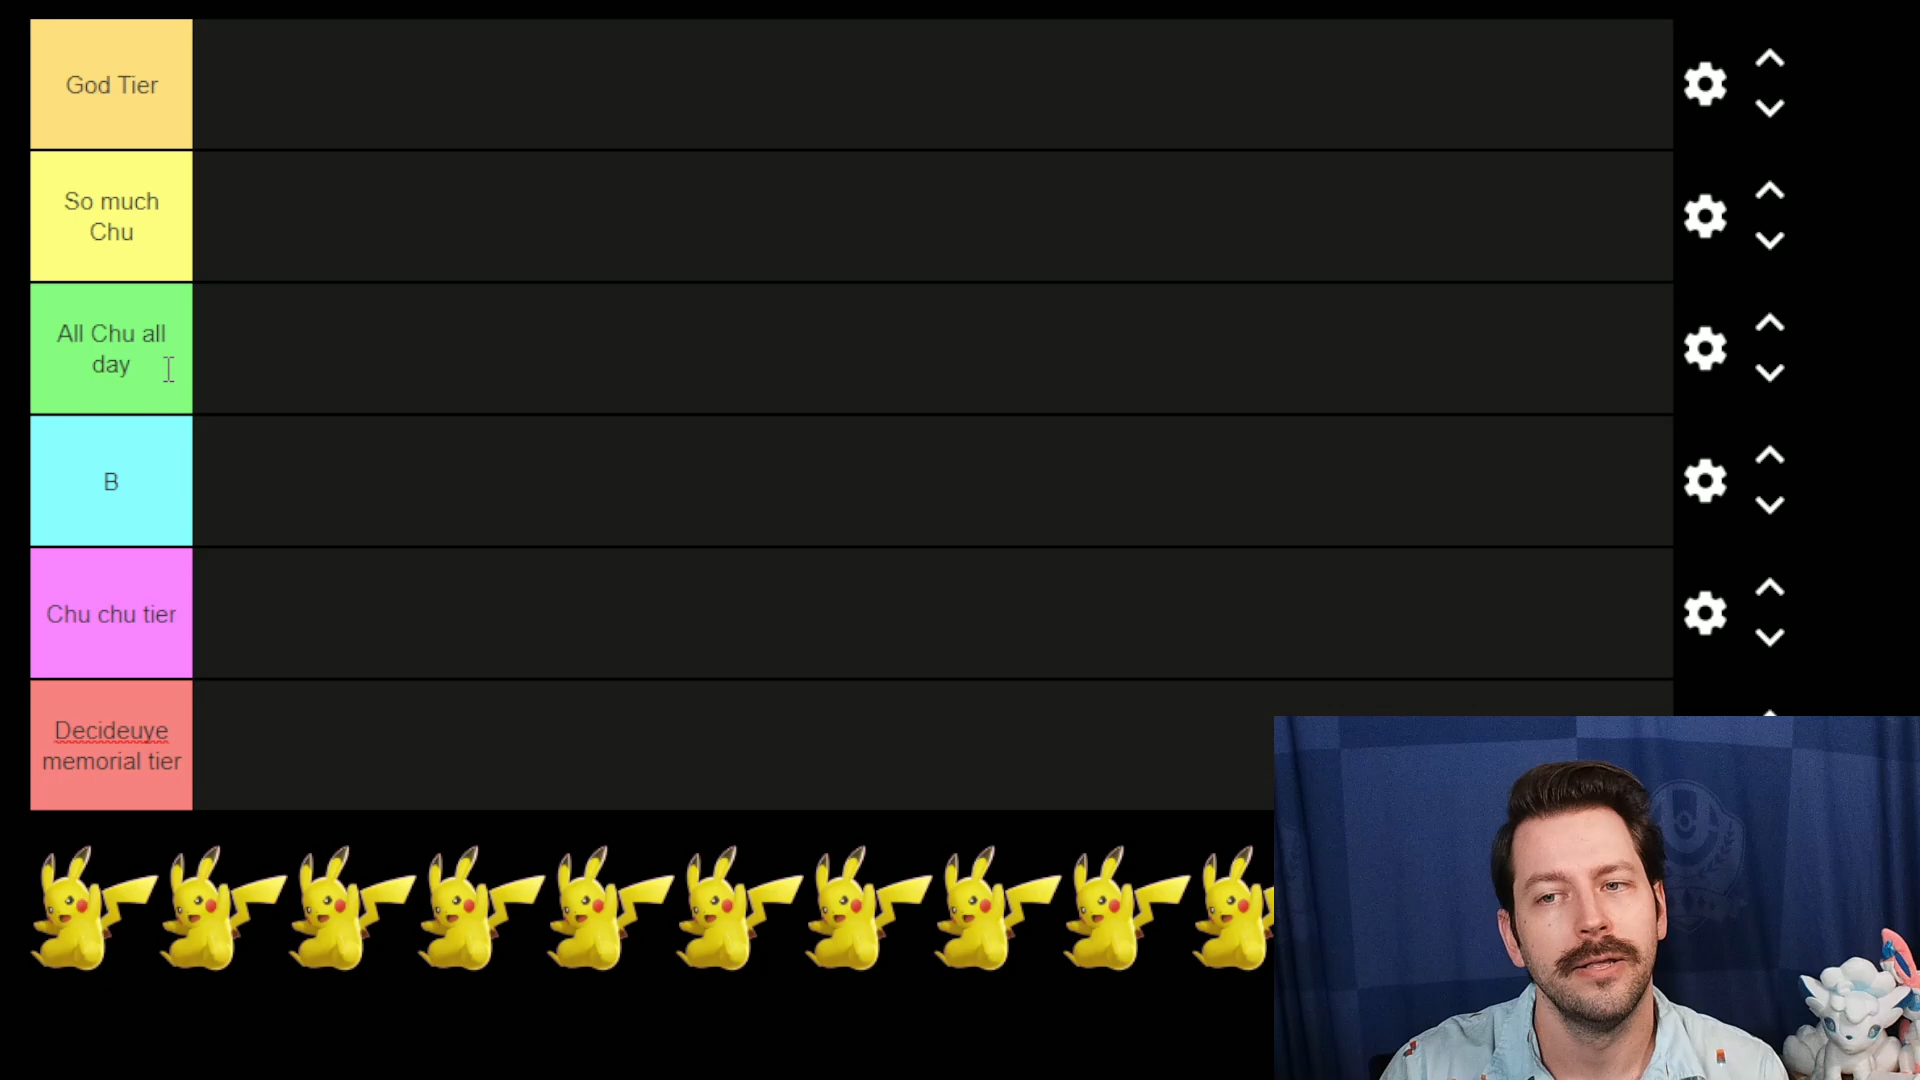 God Tier
So much
Chu
All Chu all
day
B
Chu chu tier
Decideuye
memorial tier